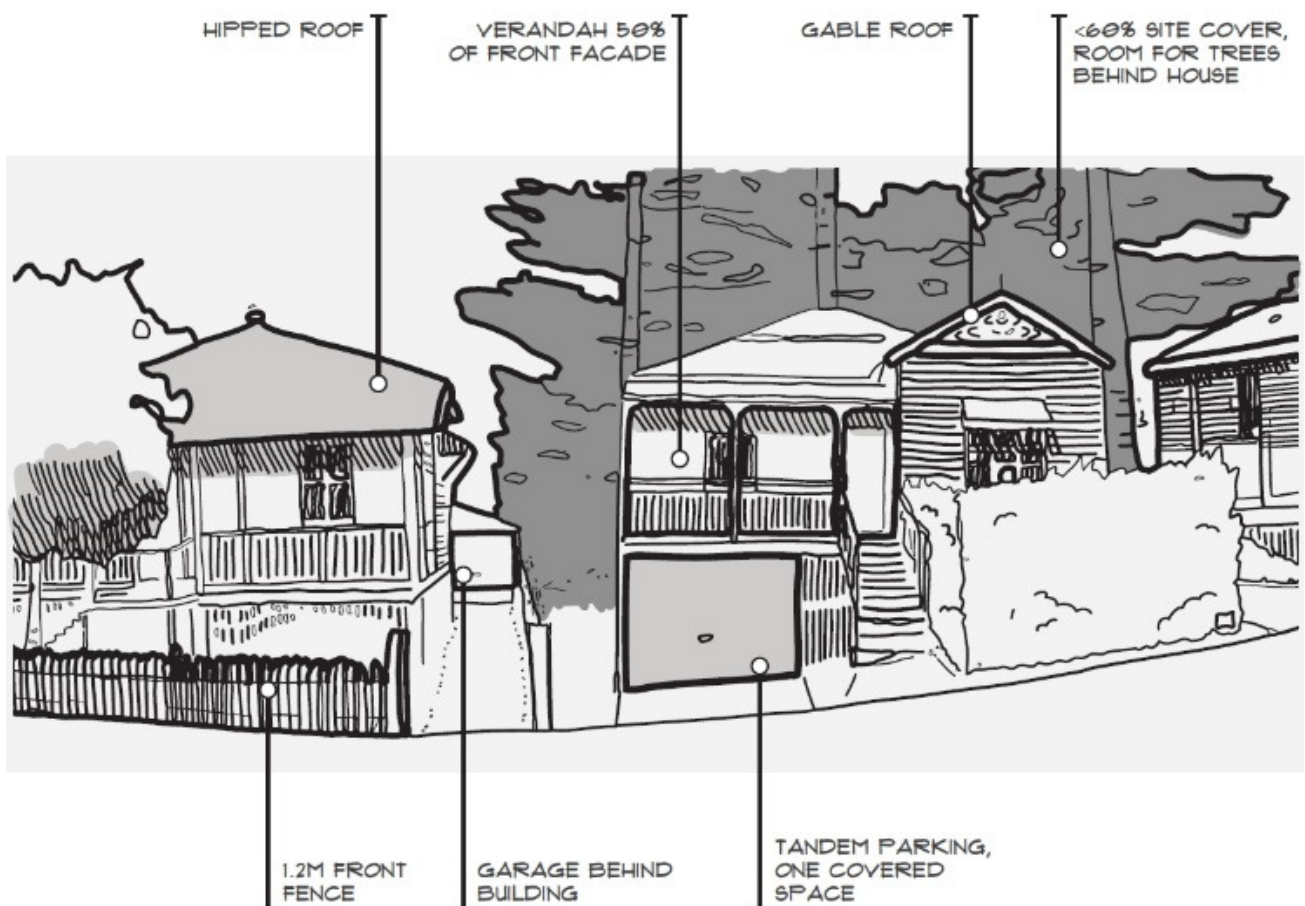 HIPPED ROOF
VERANDAH 50%
OF FRONT FACADE
GABLE ROOF
<60% SITE COVER,
ROOM FOR TREES
BEHIND HOUSE
1.2M FRONT
FENCE
GARAGE BEHIND
BUILDING
TANDEM PARKING,
ONE COVERED
SPACE